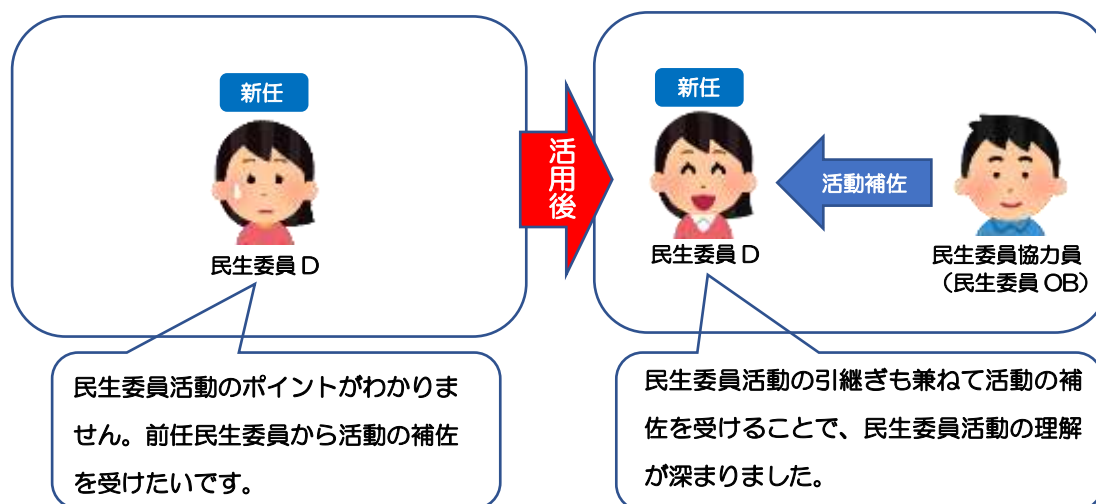 新任
民生委員 D
民生委員活動のポイントがわかりま
せん。前任民生委員から活動の補佐
を受けたいです。
活用後
新任
民生委員 D
活動補佐
民生委員協力員
（民生委員 OB）
民生委員活動の引継ぎも兼ねて活動の補
佐を受けることで、民生委員活動の理解
が深まりました。